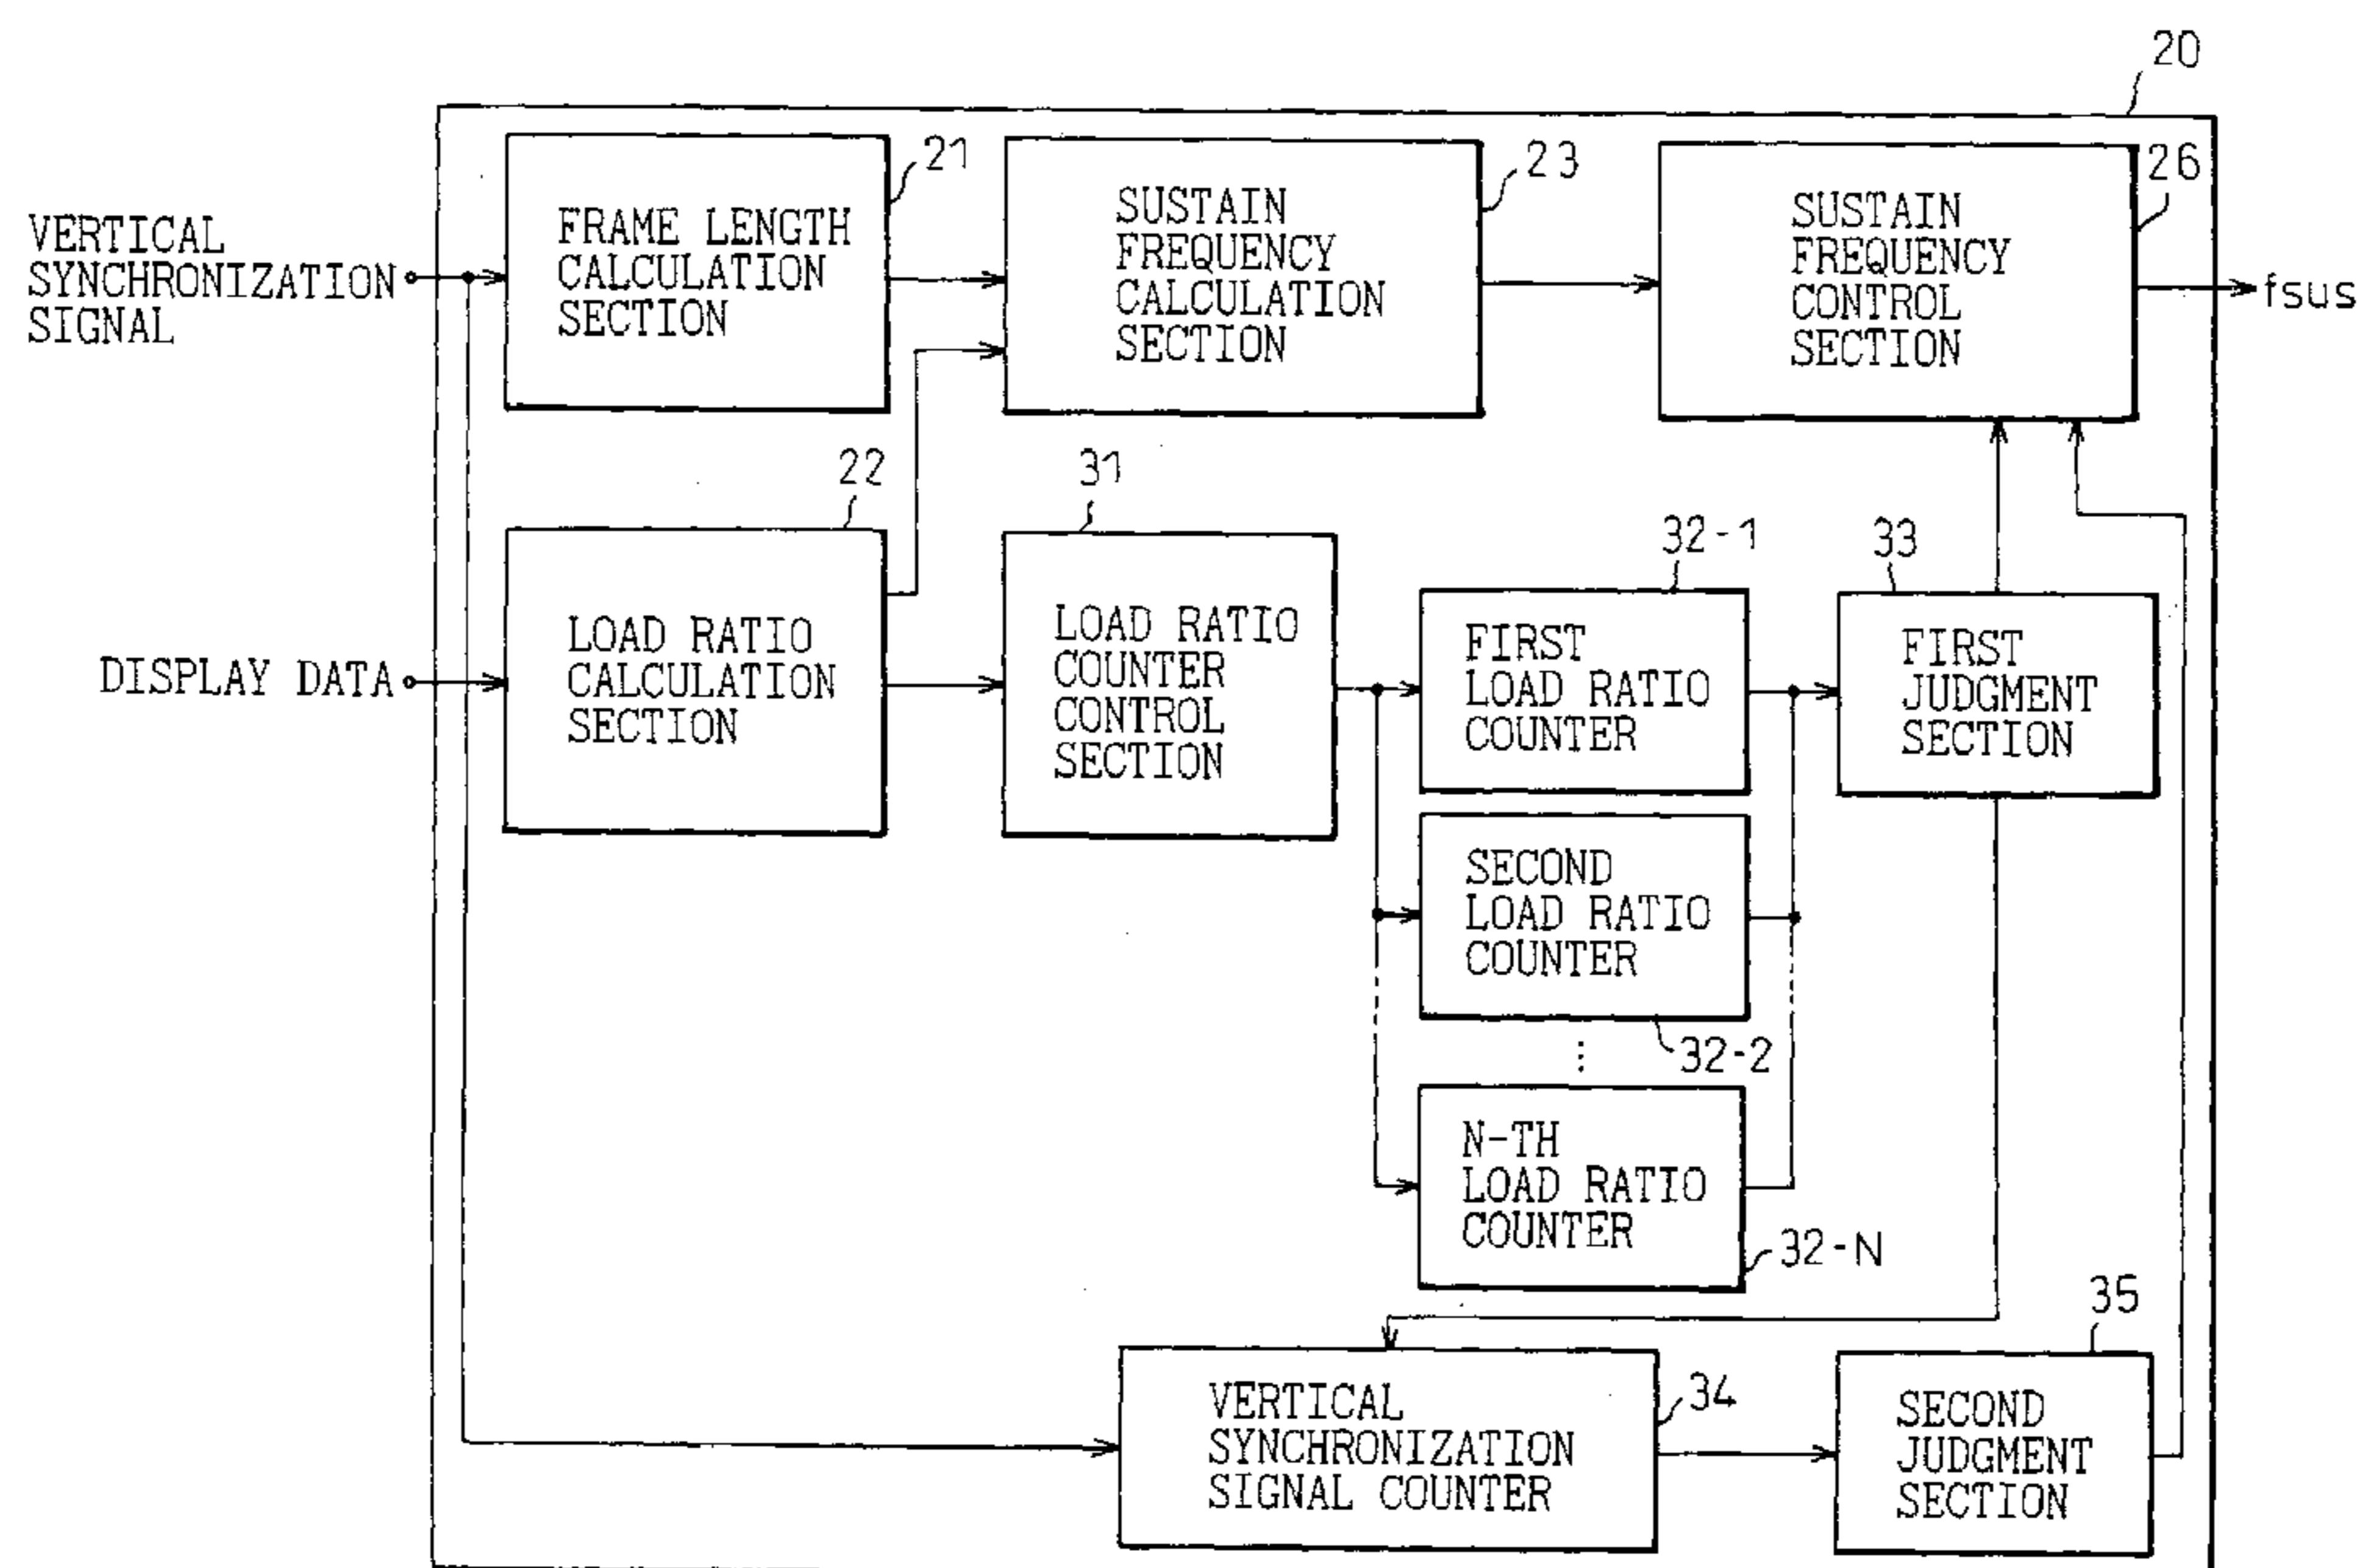 20
VERTICAL
SYNCHRONIZATION
SIGNAL
FRAME LENGTH
CALCULATION
SECTION
21
SUSTAIN
FREQUENCY
CALCULATION
SECTION
23
SUSTAIN
FREQUENCY
CONTROL
SECTION
26
fsus
DISPLAY DATA
LOAD RATIO
CALCULATION
SECTION
22
LOAD RATIO
COUNTER
CONTROL
SECTION
31
FIRST
LOAD RATIO
COUNTER
32-1
FIRST
JUDGMENT
SECTION
33
SECOND
LOAD RATIO
COUNTER
32-2
⋮
N-TH
LOAD RATIO
COUNTER
32-N
VERTICAL
SYNCHRONIZATION
SIGNAL COUNTER
34
SECOND
JUDGMENT
SECTION
35